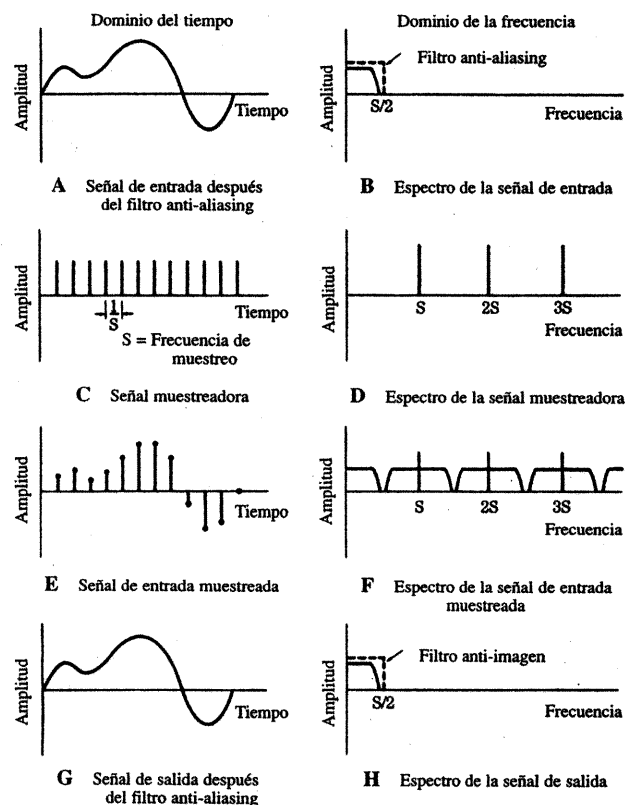 Dominio del tiempo
Dominio de la frecuencia
Amplitud
Tiempo
Amplitud
Filtro anti-aliasing
S/2
Frecuencia
A Señal de entrada después
del filtro anti-aliasing
B Espectro de la señal de entrada
Amplitud
Tiempo
1
S
S = Frecuencia de
muestreo
Amplitud
S 2S 3S
Frecuencia
C Señal muestreadora
D Espectro de la señal muestreadora
Amplitud
Tiempo
Amplitud
S 2S 3S
Frecuencia
E Señal de entrada muestreada
F Espectro de la señal de entrada
muestreada
Amplitud
Tiempo
Amplitud
Filtro anti-imagen
S/2
Frecuencia
G Señal de salida después
del filtro anti-aliasing
H Espectro de la señal de salida